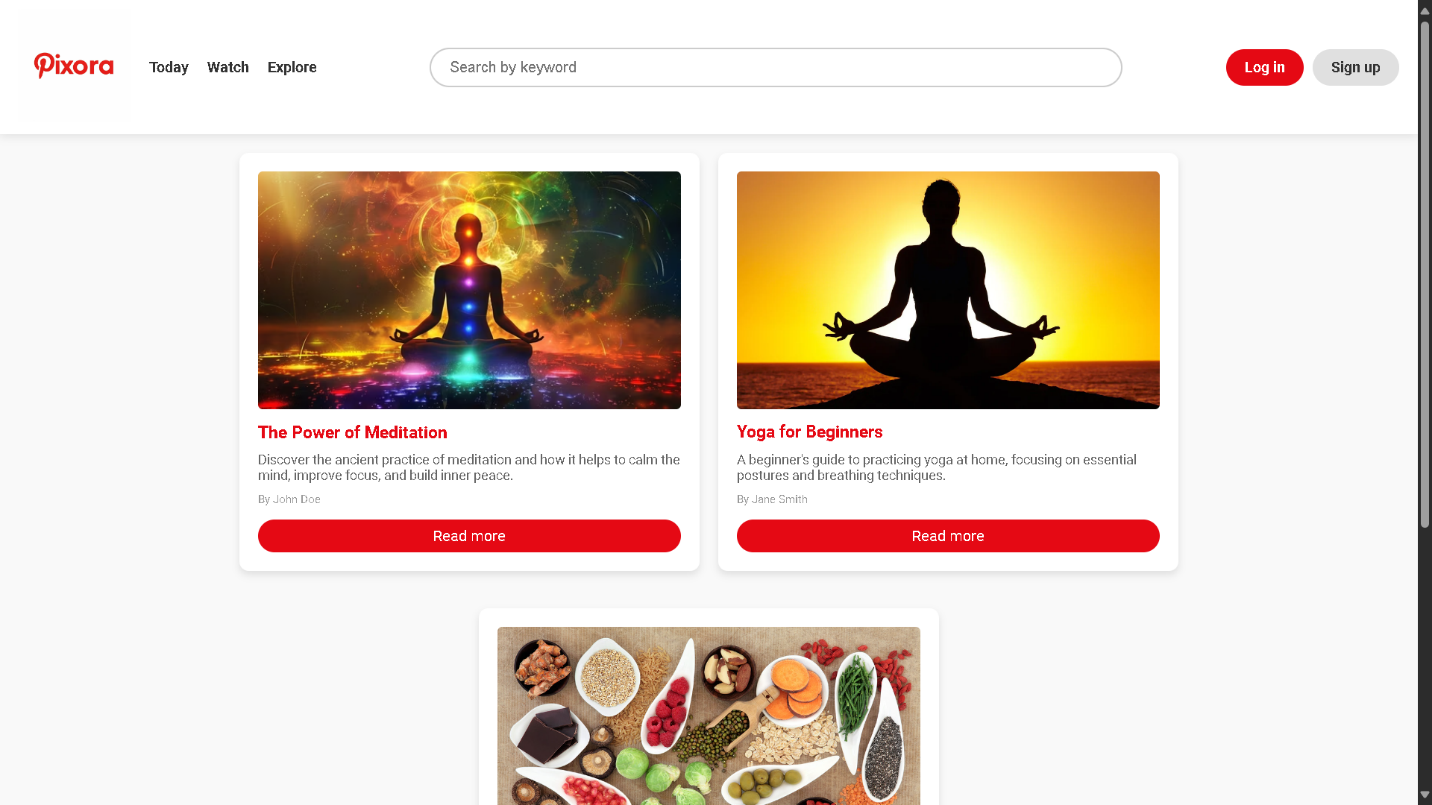 Pixora
Today Watch Explore
Search by keyword
Log in
Sign up
The Power of Meditation
Discover the ancient practice of meditation and how it helps to calm the
mind, improve focus, and build inner peace.
By John Doe
Read more
Yoga for Beginners
A beginner's guide to practicing yoga at home, focusing on essential
postures and breathing techniques.
By Jane Smith
Read more